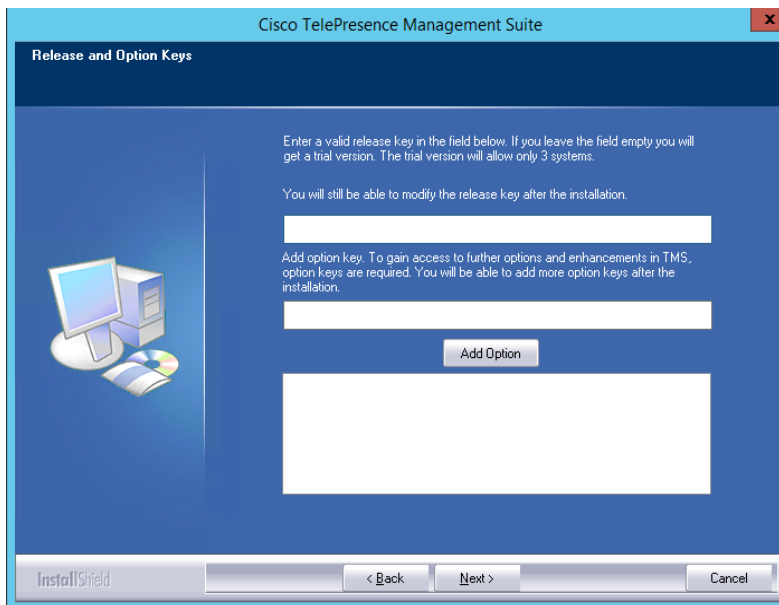 Cisco TelePresence Management Suite
x
Release and Option Keys
Enter a valid release key in the field below. If you leave the field empty you will
get a trial version. The trial version will allow only 3 systems.
You will still be able to modify the release key after the installation.
Add option key. To gain access to further options and enhancements in TMS,
option keys are required. You will be able to add more option keys after the
installation.
Add Option
InstallShield
< Back
Next >
Cancel